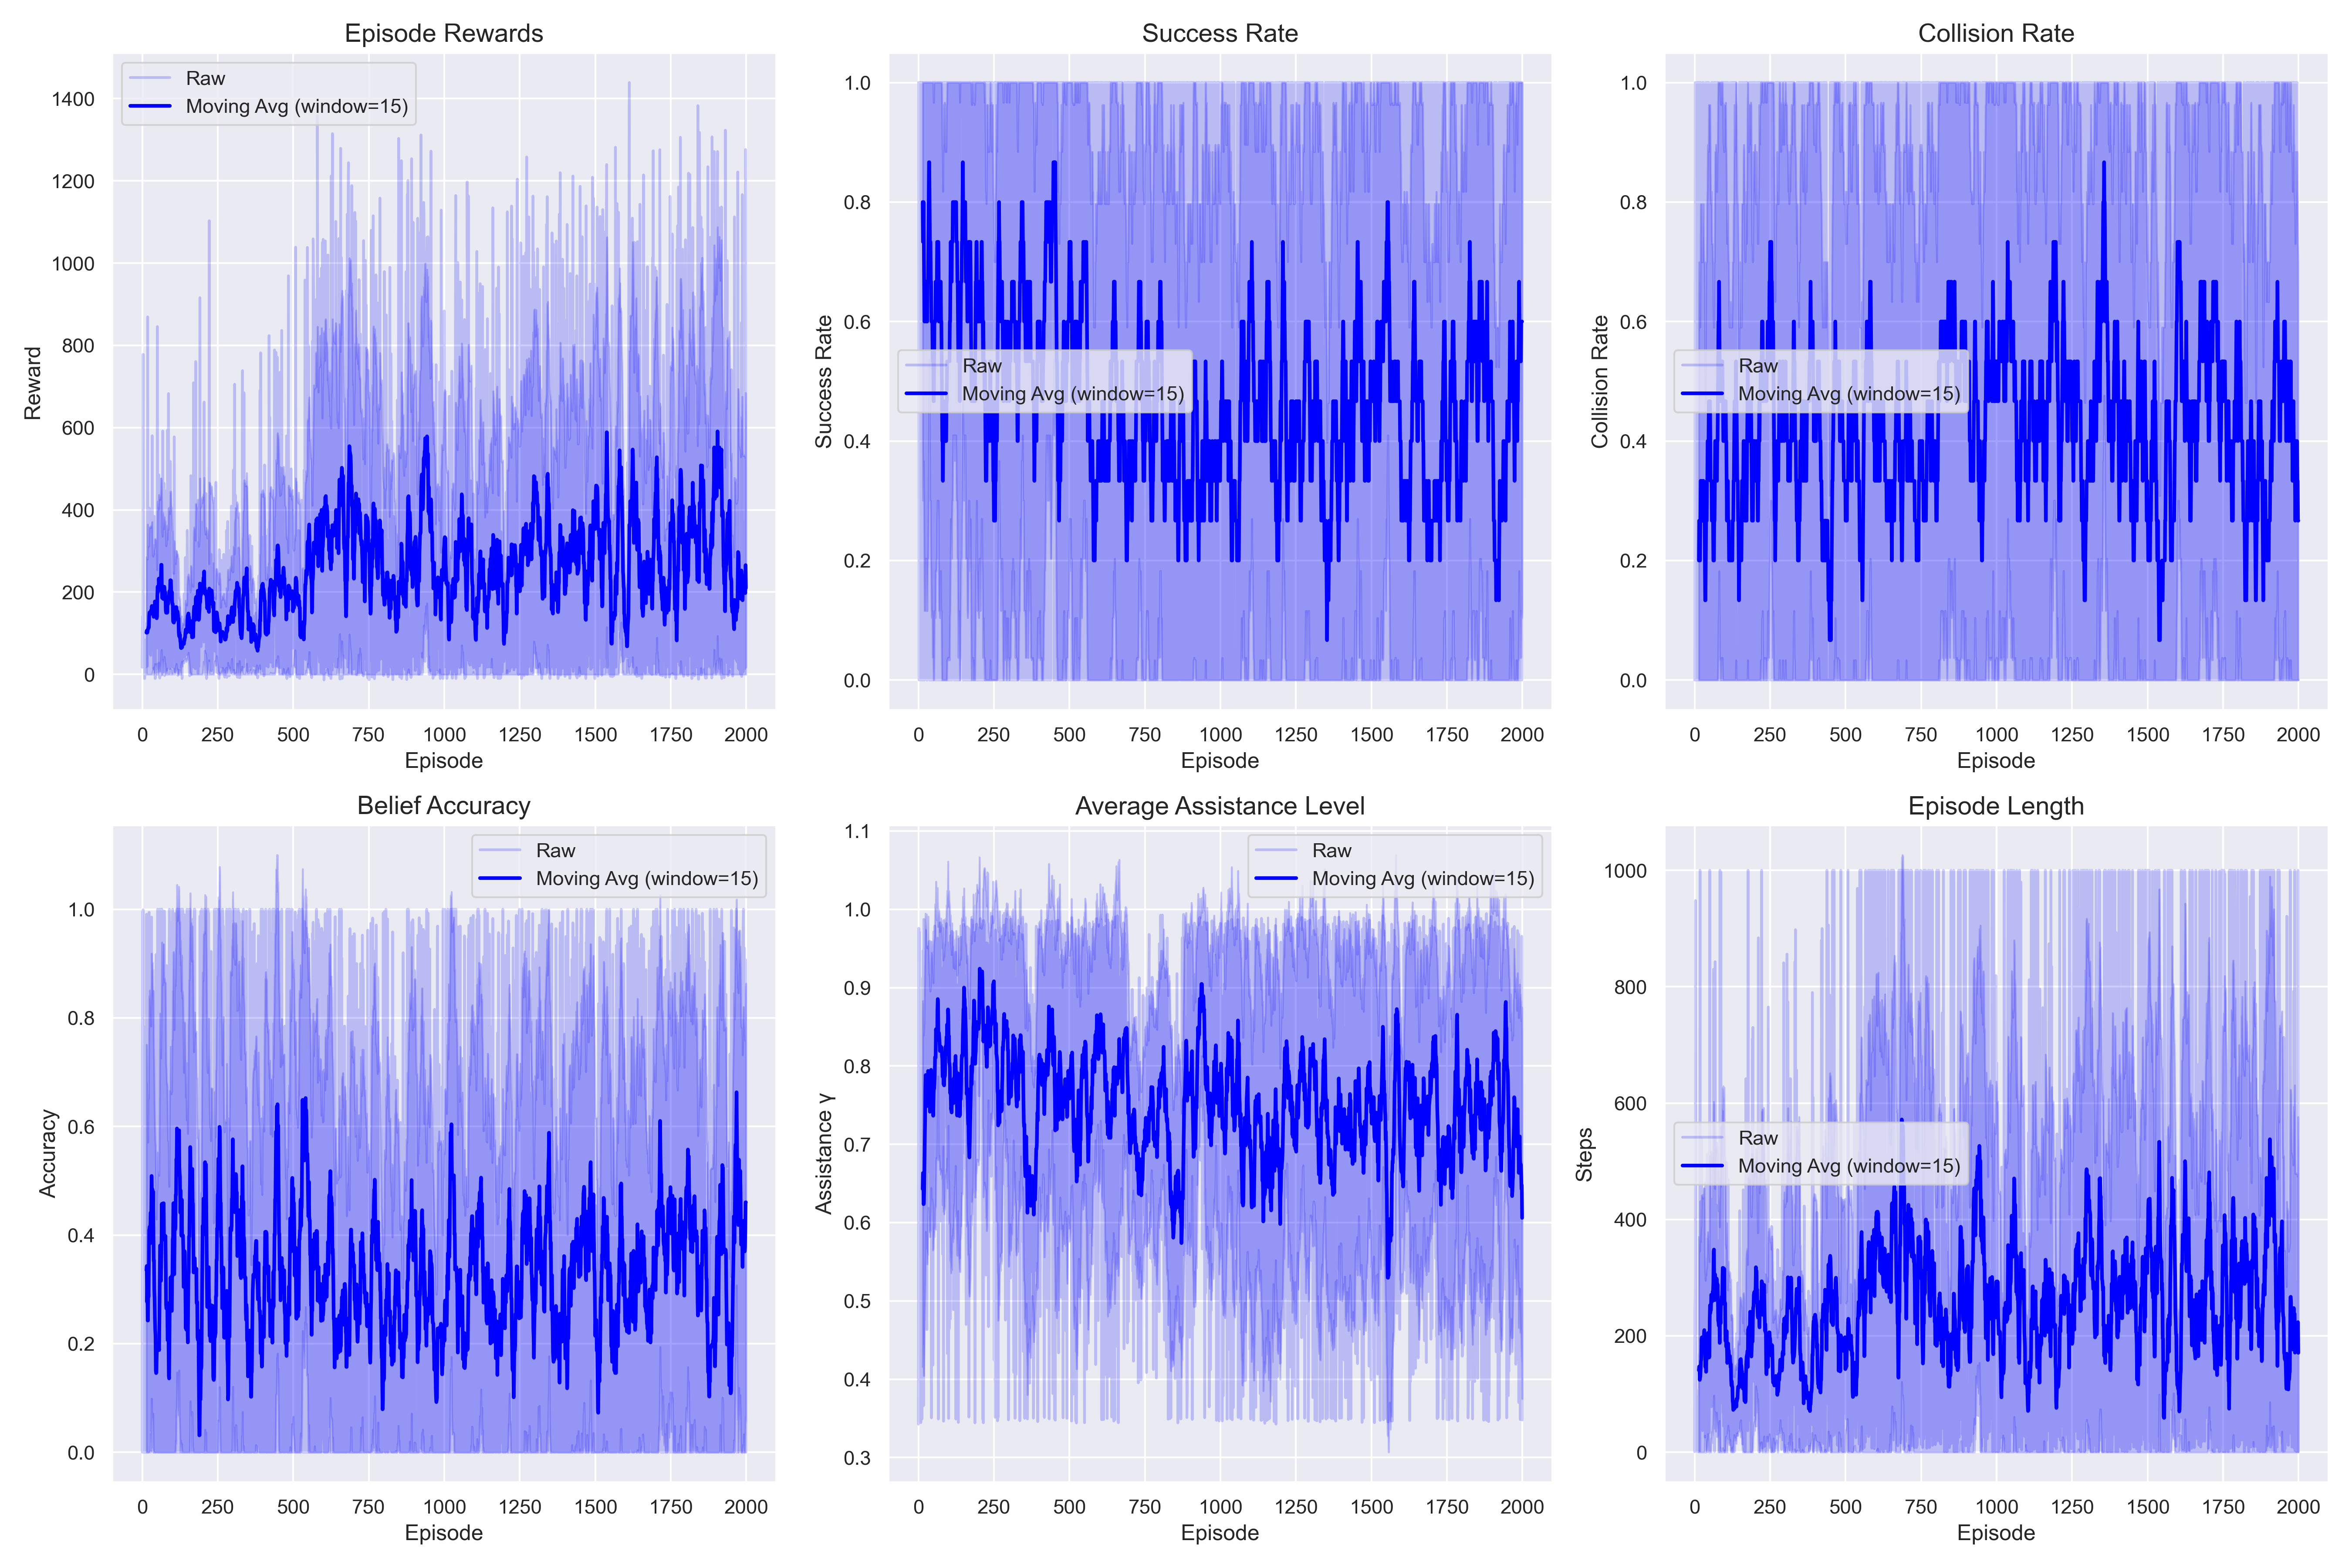 Episode Rewards
Raw
Moving Avg (window=15)
1400
1200
1000
800
600
400
200
0
Reward
0 250 500 750 1000 1250 1500 1750 2000
Episode
Success Rate
1.0
0.8
0.6
0.4
0.2
0.0
Success Rate
Raw
Moving Avg (window=15)
0 250 500 750 1000 1250 1500 1750 2000
Episode
Collision Rate
1.0
0.8
0.6
0.4
0.2
0.0
Collision Rate
Raw
Moving Avg (window=15)
0 250 500 750 1000 1250 1500 1750 2000
Episode
Belief Accuracy
Raw
Moving Avg (window=15)
1.0
0.8
0.6
0.4
0.2
0.0
Accuracy
0 250 500 750 1000 1250 1500 1750 2000
Episode
Average Assistance Level
Raw
Moving Avg (window=15)
1.1
1.0
0.9
0.8
0.7
0.6
0.5
0.4
0.3
Assistance γ
0 250 500 750 1000 1250 1500 1750 2000
Episode
Episode Length
1000
800
600
400
200
0
Steps
Raw
Moving Avg (window=15)
0 250 500 750 1000 1250 1500 1750 2000
Episode